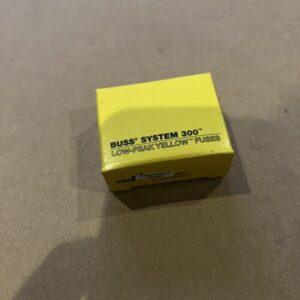 BUSS® SYSTEM 300™
LOW-PEAK YELLOW™ FUSES